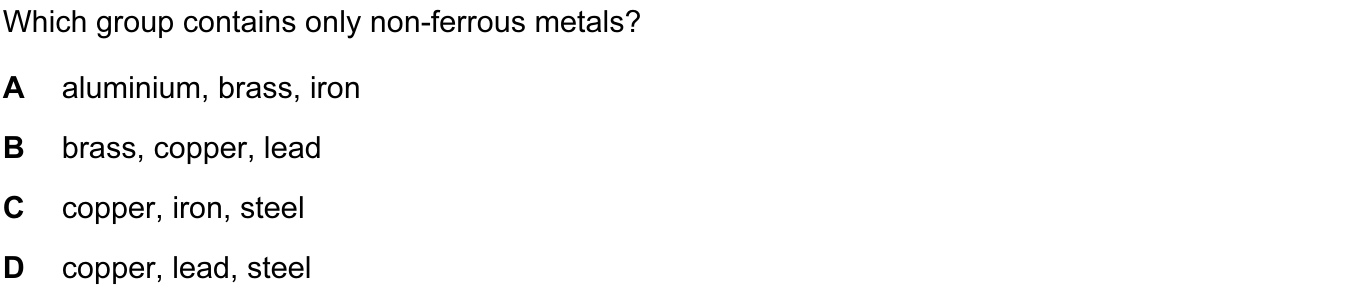 Which group contains only non-ferrous metals?
A aluminium, brass, iron
B brass, copper, lead
C copper, iron, steel
D copper, lead, steel